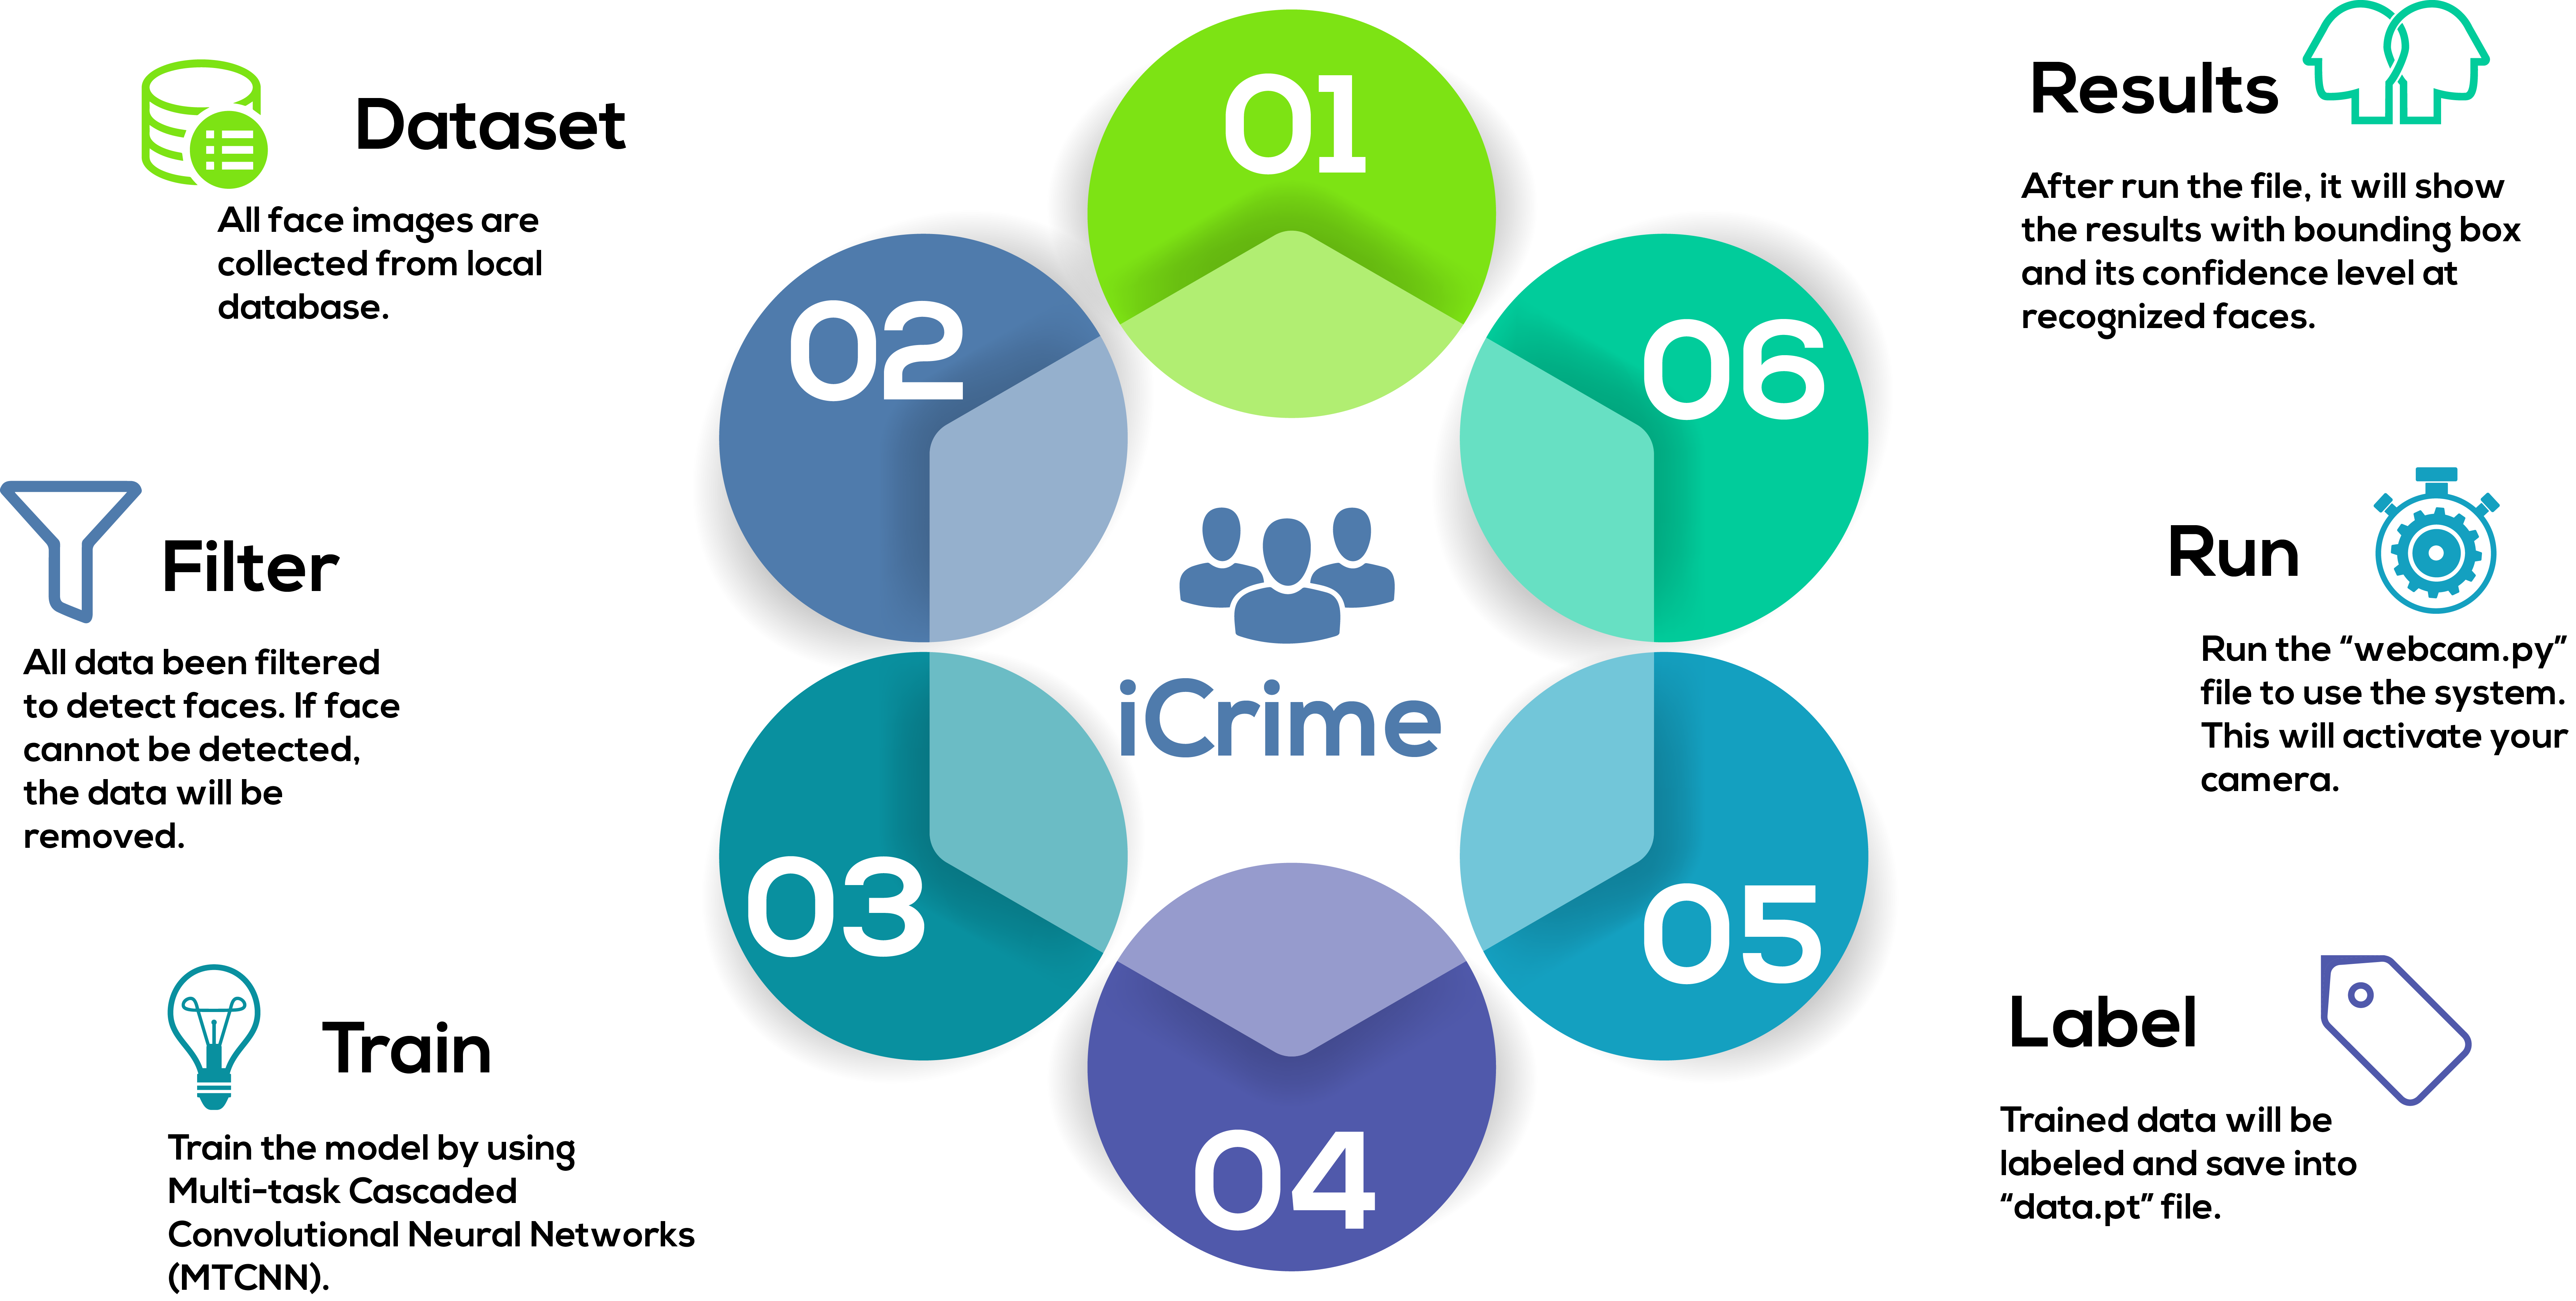 Dataset
All face images are
collected from local
database.
Filter
All data been filtered
to detect faces. If face
cannot be detected,
the data will be
removed.
Train
Train the model by using
Multi-task Cascaded
Convolutional Neural Networks
(MTCNN).
01
02
03
04
05
06
iCrime
Results
After run the file, it will show
the results with bounding box
and its confidence level at
recognized faces.
Run
Run the “webcam.py”
file to use the system.
This will activate your
camera.
Label
Trained data will be
labeled and save into
“data.pt” file.